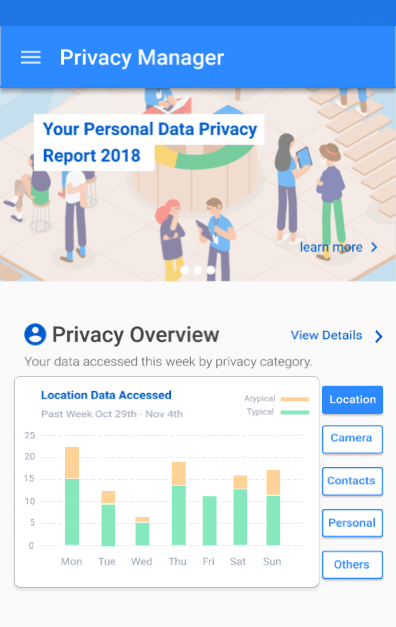 Privacy Manager
Your Personal Data Privacy
Report 2018
learn more
Privacy Overview
View Details
Your data accessed this week by privacy category.
Location Data Accessed
Past Week Oct 29th - Nov 4th
Atypical
Typical
25
20
15
10
5
0
Mon Tue Wed Thu Fri Sat Sun
Location
Camera
Contacts
Personal
Others